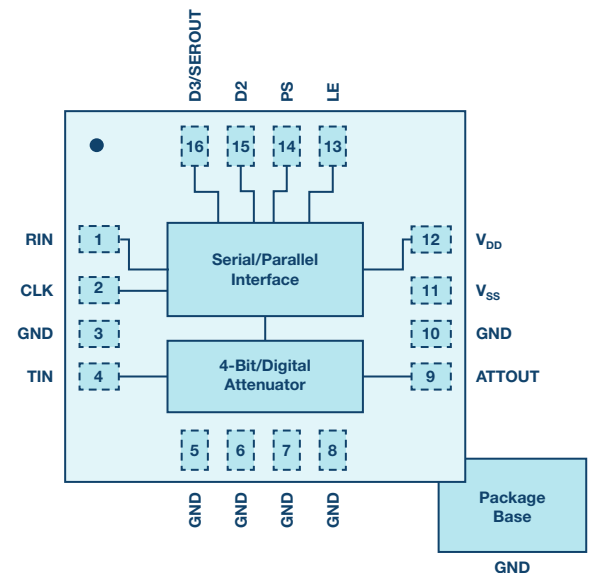 D3/SEROUT
D2
PS
LE
16
15
14
13
RIN
1
Serial/Parallel
Interface
12
V_DD
CLK
2
11
V_SS
GND
3
10
GND
TIN
4
4-Bit/Digital
Attenuator
9
ATTOUT
5
6
7
8
GND
GND
GND
GND
Package
Base
GND